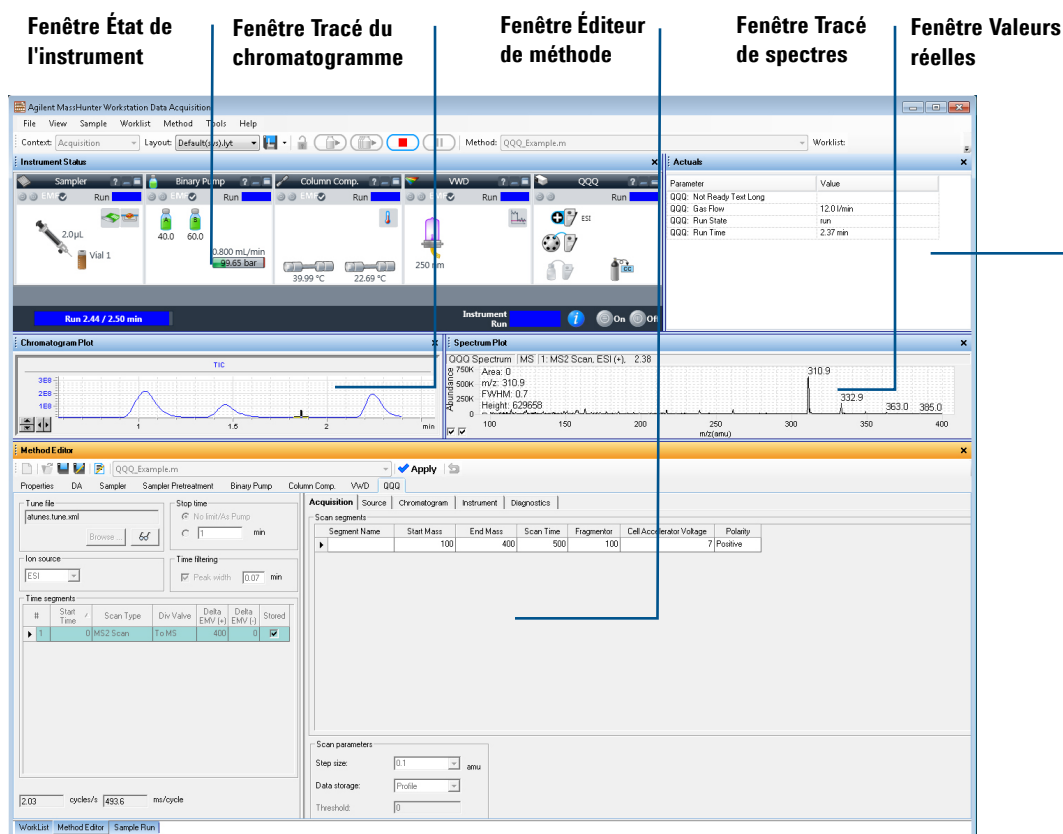 Fenêtre État de
l'instrument
Fenêtre Tracé du
chromatogramme
Fenêtre Éditeur
de méthode
Fenêtre Tracé
de spectres
Fenêtre Valeurs
réelles
Agilent MassHunter Workstation Data Acquisition
File View Sample Worklist Method Tools Help
Context: Acquisition Layout: Default(sys).lyt Method: QQQ_Example.m Worklist:
Instrument Status
Sampler Binary Pump Column Comp. VWD QQQ
EMF Run EMF Run EMF Run EMF Run Run
2.0µL
Vial 1
A B
40.0 60.0
0.800 mL/min
99.65 bar
39.99 °C 22.69 °C
250 nm
ESI
Run 2.44 / 2.50 min
Instrument
Run
On Off
Actuals
Parameter Value
QQQ: Not Ready Text Long
QQQ: Gas Flow 12.0 l/min
QQQ: Run State run
QQQ: Run Time 2.37 min
Chromatogram Plot
TIC
3E8
2E8
1E8
1 1.5 2 min
Spectrum Plot
QQQ Spectrum MS 1: MS2 Scan, ESI (+), 2.38
Abundance
750K
500K
250K
0
Area: 0
m/z: 310.9
FWHM: 0.7
Height: 629658
310.9
332.9
363.0 385.0
100 150 200 250 300 350 400
m/z(amu)
Method Editor
QQQ_Example.m Apply
Properties DA Sampler Sampler Pretreatment Binary Pump Column Comp. VWD QQQ
Tune file
atunes.tune.xml
Browse ...
Stop time
No limit/As Pump
1 min
Ion source
ESI
Time filtering
Peak width 0.07 min
Time segments
# Start Time Scan Type Div Valve Delta EMV (+) Delta EMV (-) Stored
1 0 MS2 Scan To MS 400 0
2.03 cycles/s 493.6 ms/cycle
Acquisition Source Chromatogram Instrument Diagnostics
Scan segments
Segment Name Start Mass End Mass Scan Time Fragmentor Cell Accelerator Voltage Polarity
100 400 500 100 7 Positive
Scan parameters
Step size: 0.1 amu
Data storage: Profile
Threshold: 0
WorkList Method Editor Sample Run